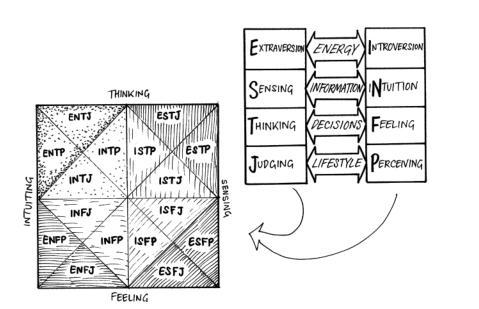 EXTRAVERSION ENERGY INTROVERSION
SENSING INFORMATION INTUITION
THINKING DECISIONS FEELING
JUDGING LIFESTYLE PERCEIVING
THINKING
ENTJ ESTJ
ENTP INTP ISTP ESTP
INTJ ISTJ
INTUITING
SENSING
INFJ ISFJ
ENFP INFP ISFP ESFP
ENFJ ESFJ
FEELING